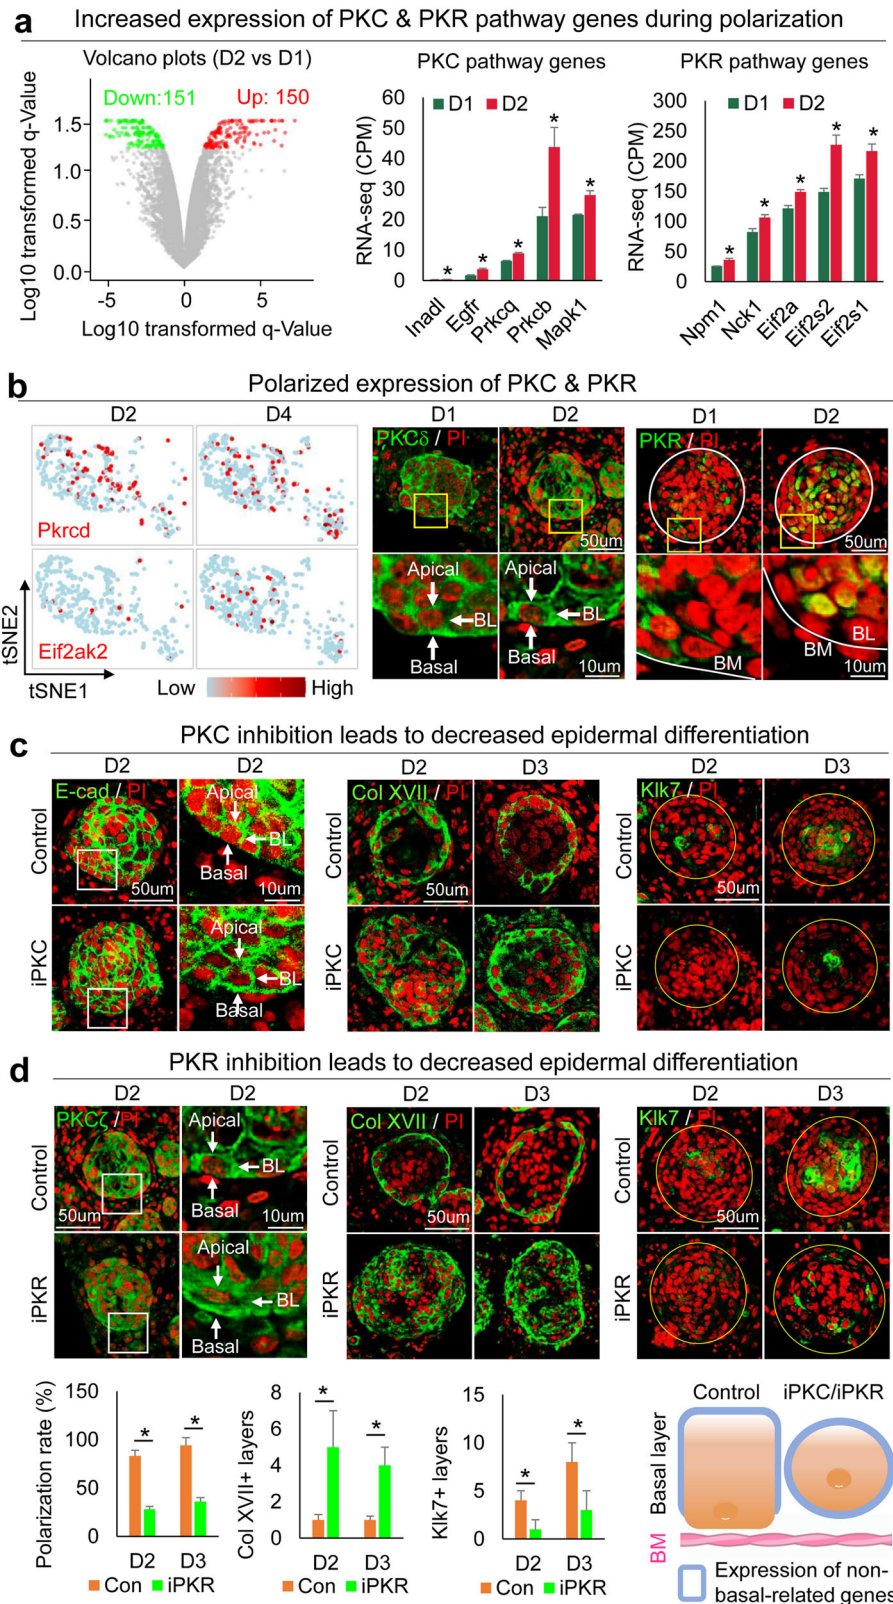 a Increased expression of PKC & PKR pathway genes during polarization
Volcano plots (D2 vs D1)
Down:151 Up: 150
Log10 transformed q-Value
1.5
1.0
0.5
0.0
-5 0 5
Log10 transformed q-Value
PKC pathway genes
D1 D2
RNA-seq (CPM)
60
50
40
30
20
10
0
* * * * *
Inadl Egfr Prkcq Prkcb Mapk1
PKR pathway genes
D1 D2
RNA-seq (CPM)
300
250
200
150
100
50
0
* * * * *
Npm1 Nck1 Eif2a Eif2s2 Eif2s1
b Polarized expression of PKC & PKR
D2 D4
Pkrcd
Eif2ak2
tSNE2
tSNE1
Low High
D1 D2
PKCδ / PI
50um
Apical Apical
BL BL
Basal Basal
10um
D1 D2
PKR / PI
50um
BM BM BL
10um
c PKC inhibition leads to decreased epidermal differentiation
D2 D2
Control
E-cad / PI
Apical
BL
Basal
50um 10um
iPKC
Apical
BL
Basal
D2 D3
Control
Col XVII / PI
50um
iPKC
D2 D3
Control
Klk7 / PI
50um
iPKC
d PKR inhibition leads to decreased epidermal differentiation
D2 D2
Control
PKCζ / PI
Apical
BL
Basal
50um 10um
iPKR
Apical
BL
Basal
D2 D3
Control
Col XVII / PI
50um
iPKR
D2 D3
Control
Klk7 / PI
50um
iPKR
Polarization rate (%)
150
100
50
0
* *
D2 D3
Con iPKR
Col XVII+ layers
8
6
4
2
0
* *
D2 D3
Con iPKR
Klk7+ layers
15
10
5
0
* *
D2 D3
Con iPKR
Control iPKC/iPKR
Basal layer
BM
Expression of non-
basal-related genes